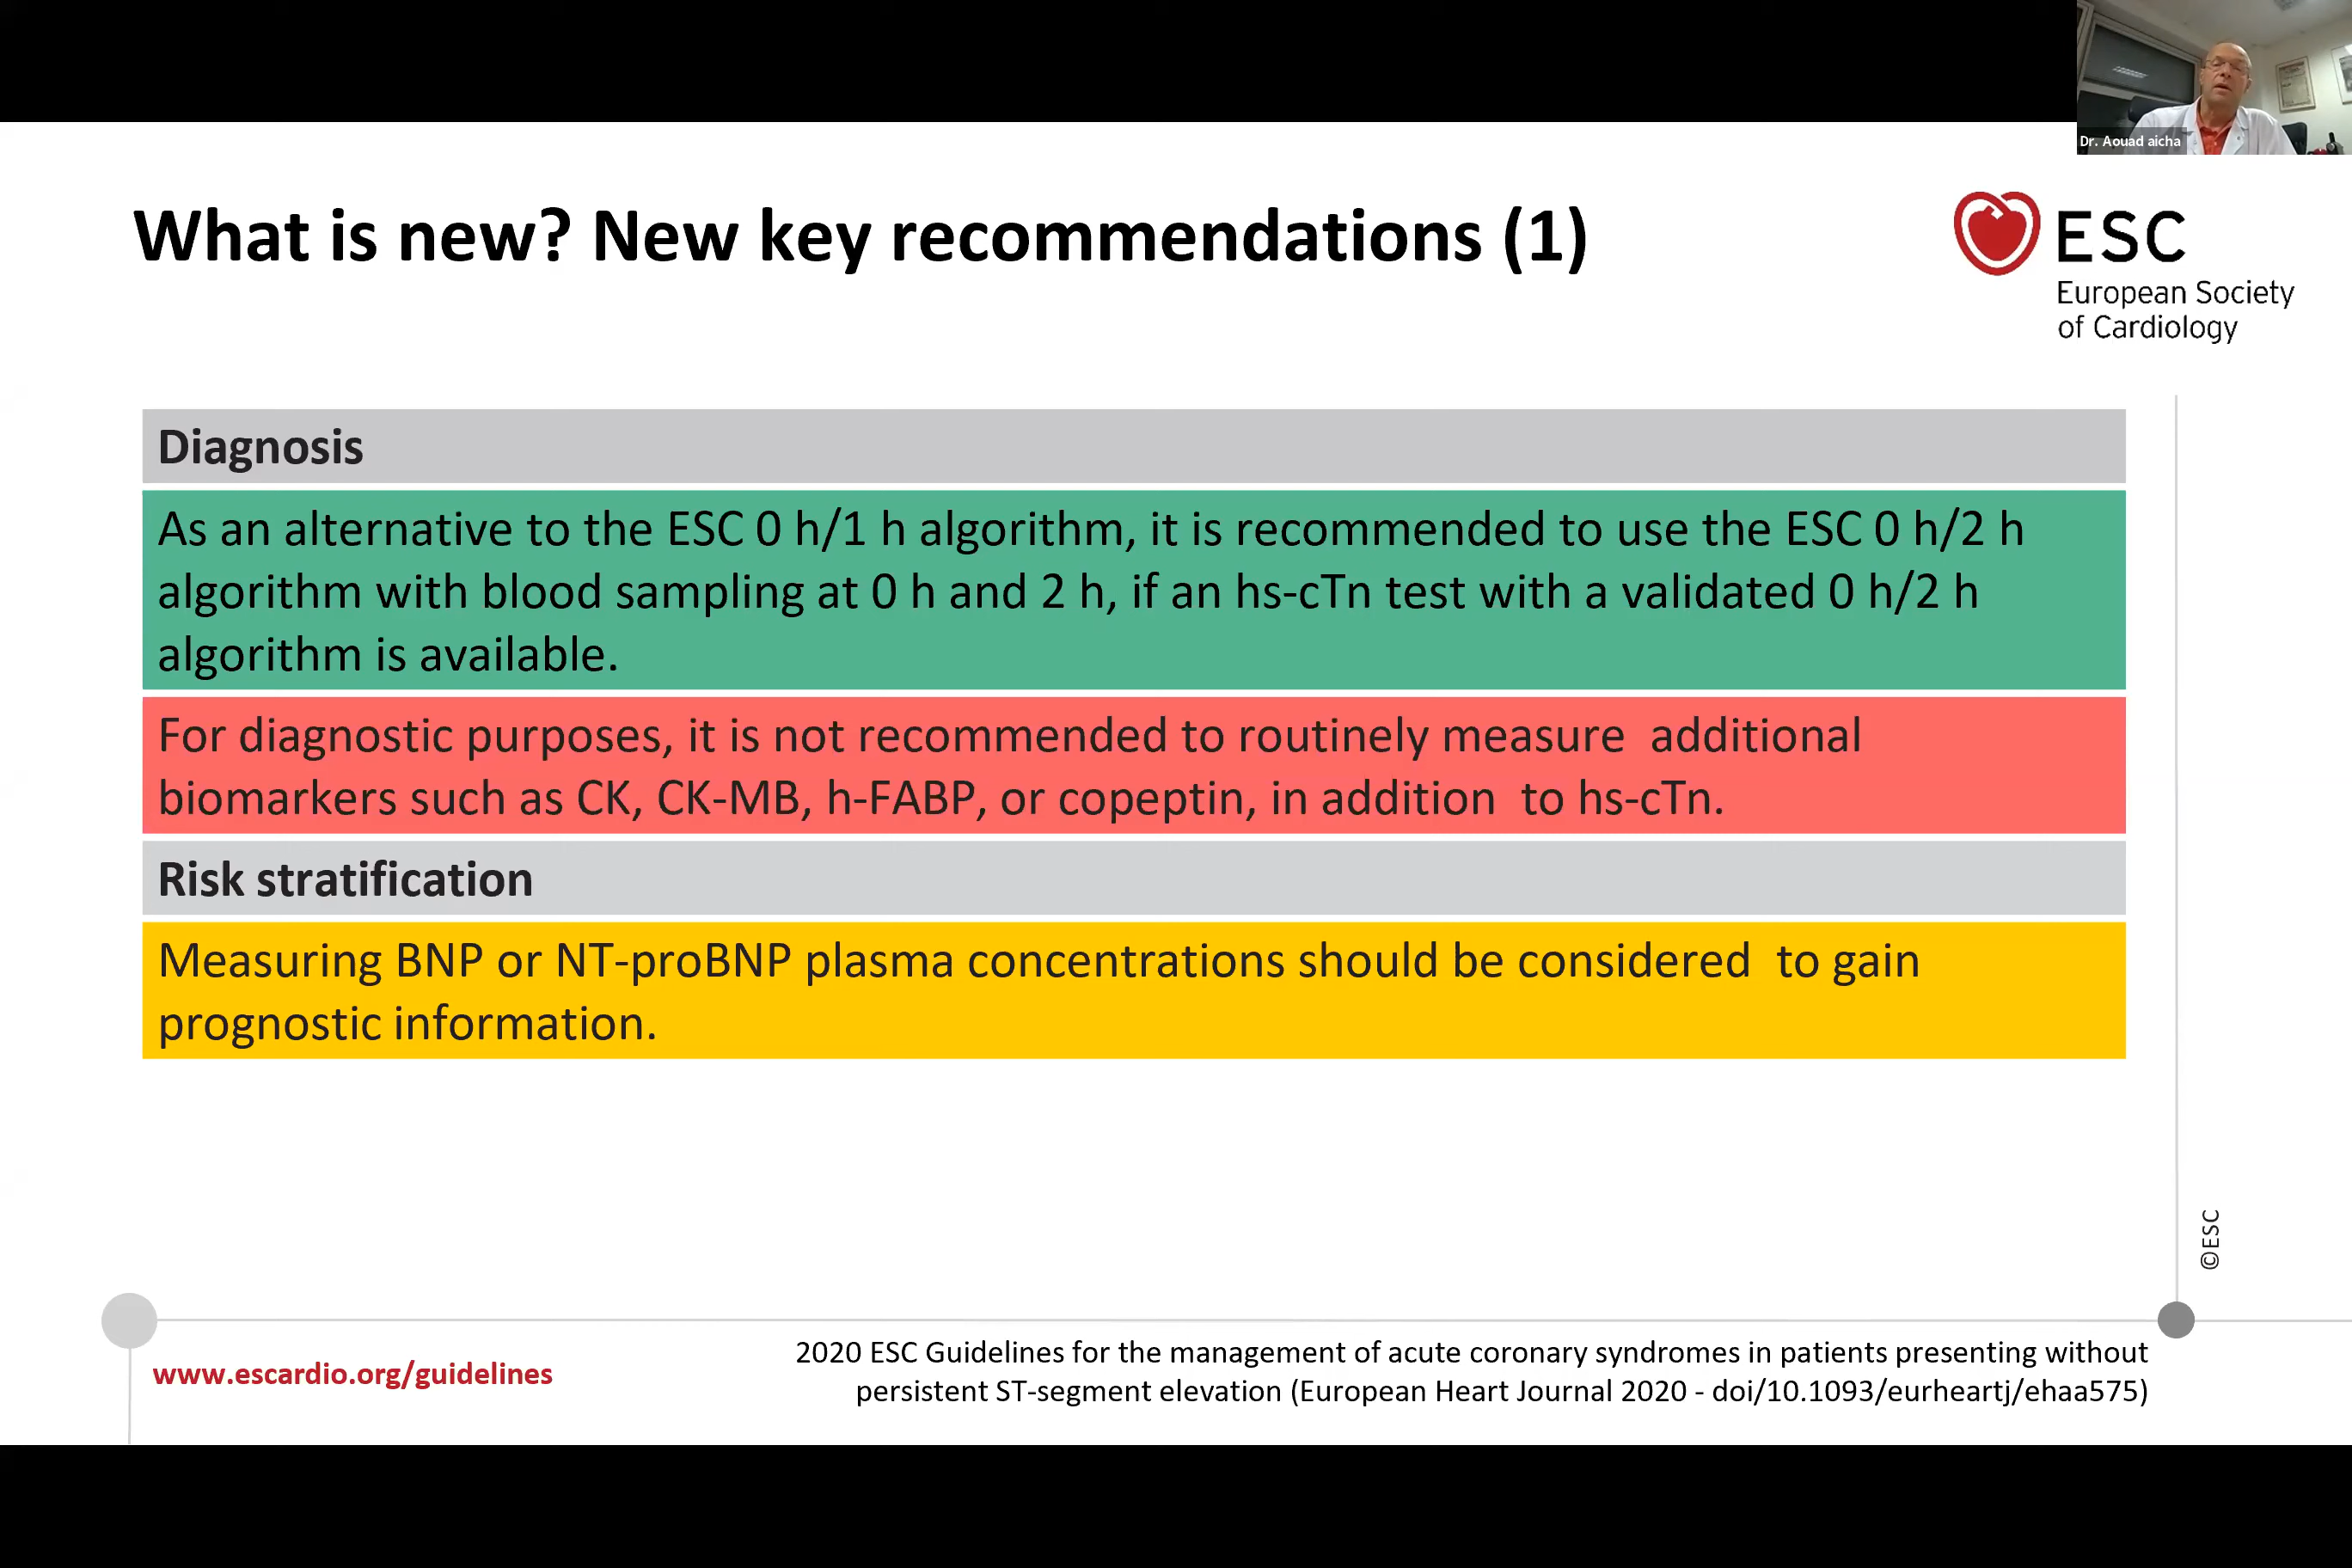 Dr. Aouad aicha
What is new? New key recommendations (1)
ESC
European Society
of Cardiology
Diagnosis
As an alternative to the ESC 0 h/1 h algorithm, it is recommended to use the ESC 0 h/2 h
algorithm with blood sampling at 0 h and 2 h, if an hs-cTn test with a validated 0 h/2 h
algorithm is available.
For diagnostic purposes, it is not recommended to routinely measure  additional
biomarkers such as CK, CK-MB, h-FABP, or copeptin, in addition  to hs-cTn.
Risk stratification
Measuring BNP or NT-proBNP plasma concentrations should be considered  to gain
prognostic information.
©ESC
www.escardio.org/guidelines
2020 ESC Guidelines for the management of acute coronary syndromes in patients presenting without
persistent ST-segment elevation (European Heart Journal 2020 - doi/10.1093/eurheartj/ehaa575)